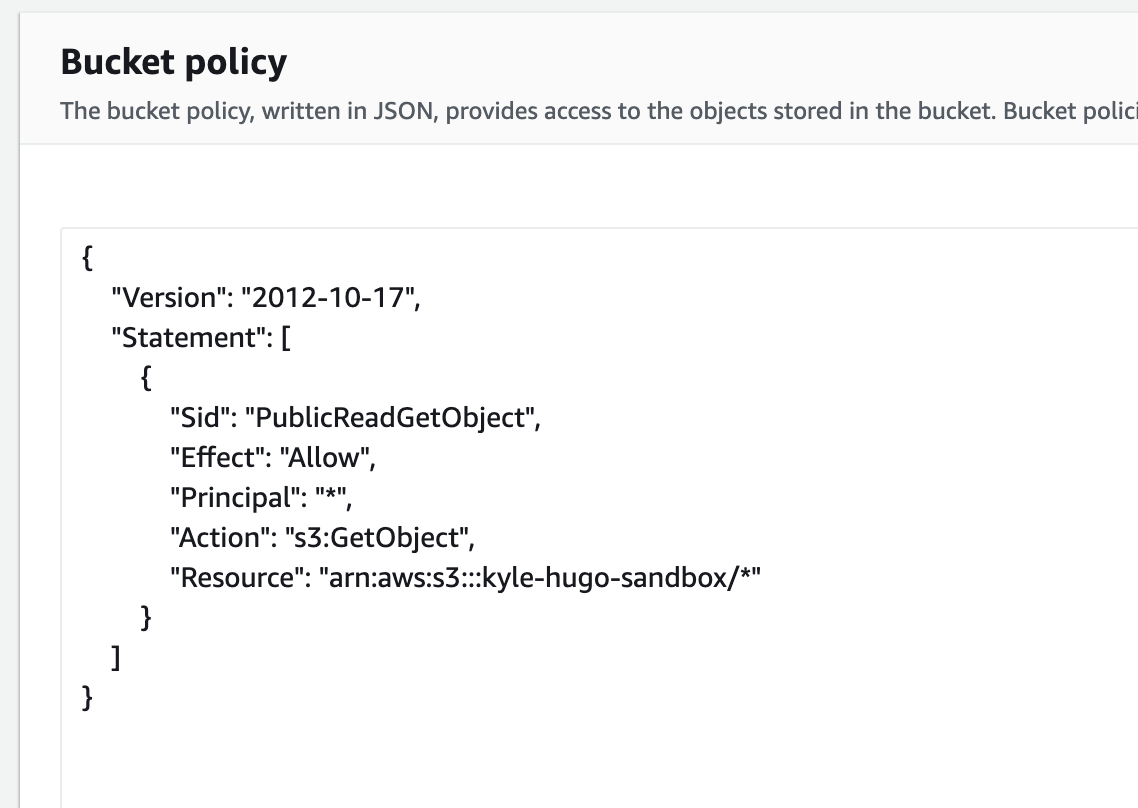 Bucket policy
The bucket policy, written in JSON, provides access to the objects stored in the bucket. Bucket polici
{
"Version": "2012-10-17",
"Statement": [
{
"Sid": "PublicReadGetObject",
"Effect": "Allow",
"Principal": "*",
"Action": "s3:GetObject",
"Resource": "arn:aws:s3:::kyle-hugo-sandbox/*"
}
]
}